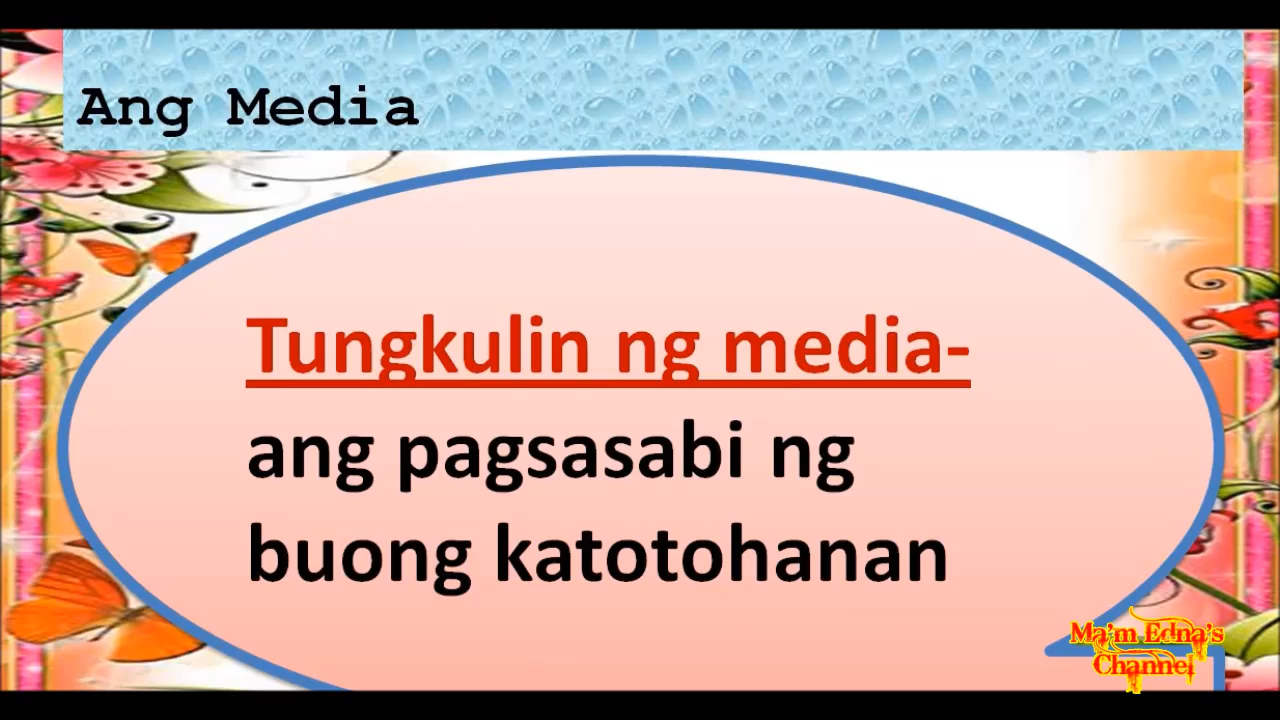 Ang Media
Tungkulin ng media-
ang pagsasabi ng
buong katotohanan
Ma'm Edna's
Channel